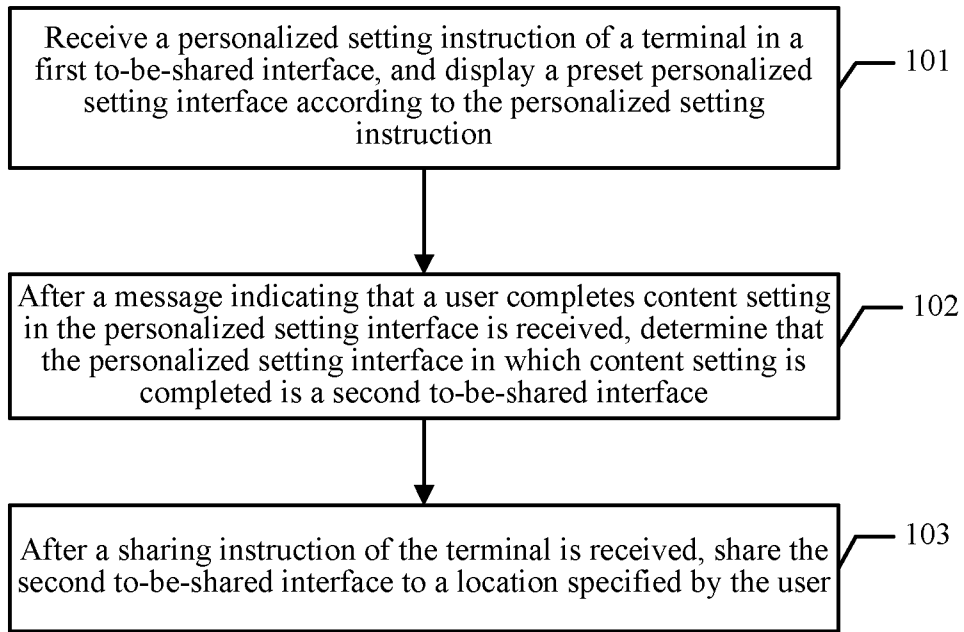 Receive a personalized setting instruction of a terminal in a
first to-be-shared interface, and display a preset personalized
setting interface according to the personalized setting
instruction
101
After a message indicating that a user completes content setting
in the personalized setting interface is received, determine that
the personalized setting interface in which content setting is
completed is a second to-be-shared interface
102
After a sharing instruction of the terminal is received, share the
second to-be-shared interface to a location specified by the user
103